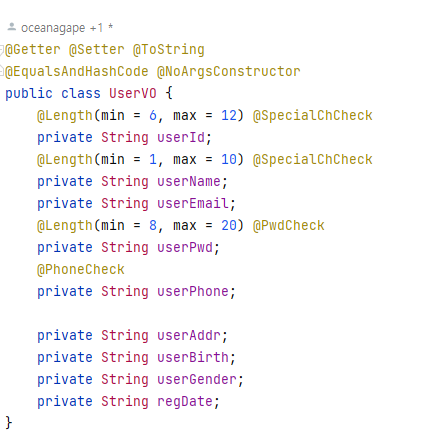 oceanagape +1 *
@Getter @Setter @ToString
@EqualsAndHashCode @NoArgsConstructor
public class UserVO {
    @Length(min = 6, max = 12) @SpecialChCheck
    private String userId;
    @Length(min = 1, max = 10) @SpecialChCheck
    private String userName;
    private String userEmail;
    @Length(min = 8, max = 20) @PwdCheck
    private String userPwd;
    @PhoneCheck
    private String userPhone;

    private String userAddr;
    private String userBirth;
    private String userGender;
    private String regDate;
}